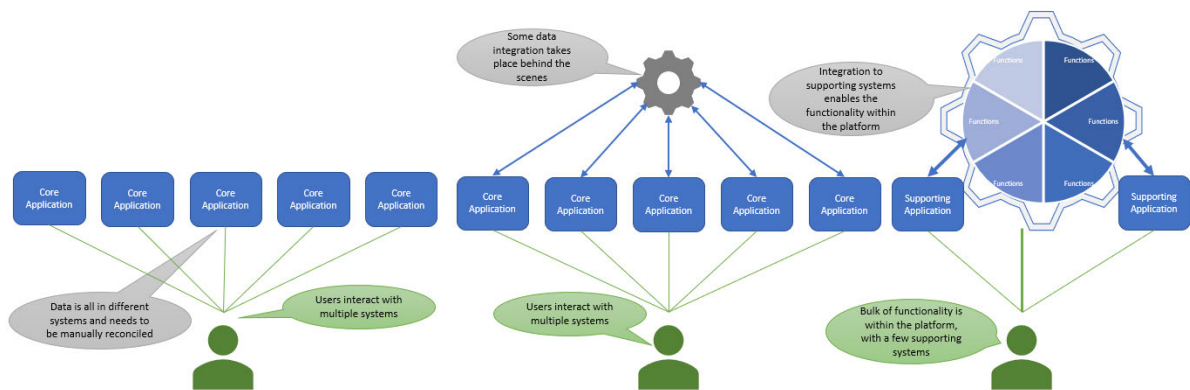 Core
Application
Core
Application
Core
Application
Core
Application
Core
Application
Data is all in different
systems and needs to
be manually reconciled
Users interact with
multiple systems
Some data
integration takes
place behind the
scenes
Core
Application
Core
Application
Core
Application
Core
Application
Core
Application
Users interact with
multiple systems
Integration to
supporting systems
enables the
functionality within
the platform
Functions
Functions
Functions
Functions
Functions
Functions
Supporting
Application
Supporting
Application
Bulk of functionality is
within the platform,
with a few supporting
systems